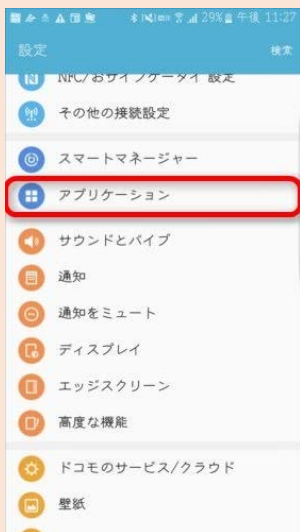 29% 午後 11:27
設定 検索
NFC/おサイフケータイ 設定
その他の接続設定
スマートマネージャー
アプリケーション
サウンドとバイブ
通知
通知をミュート
ディスプレイ
エッジスクリーン
高度な機能
ドコモのサービス/クラウド
壁紙